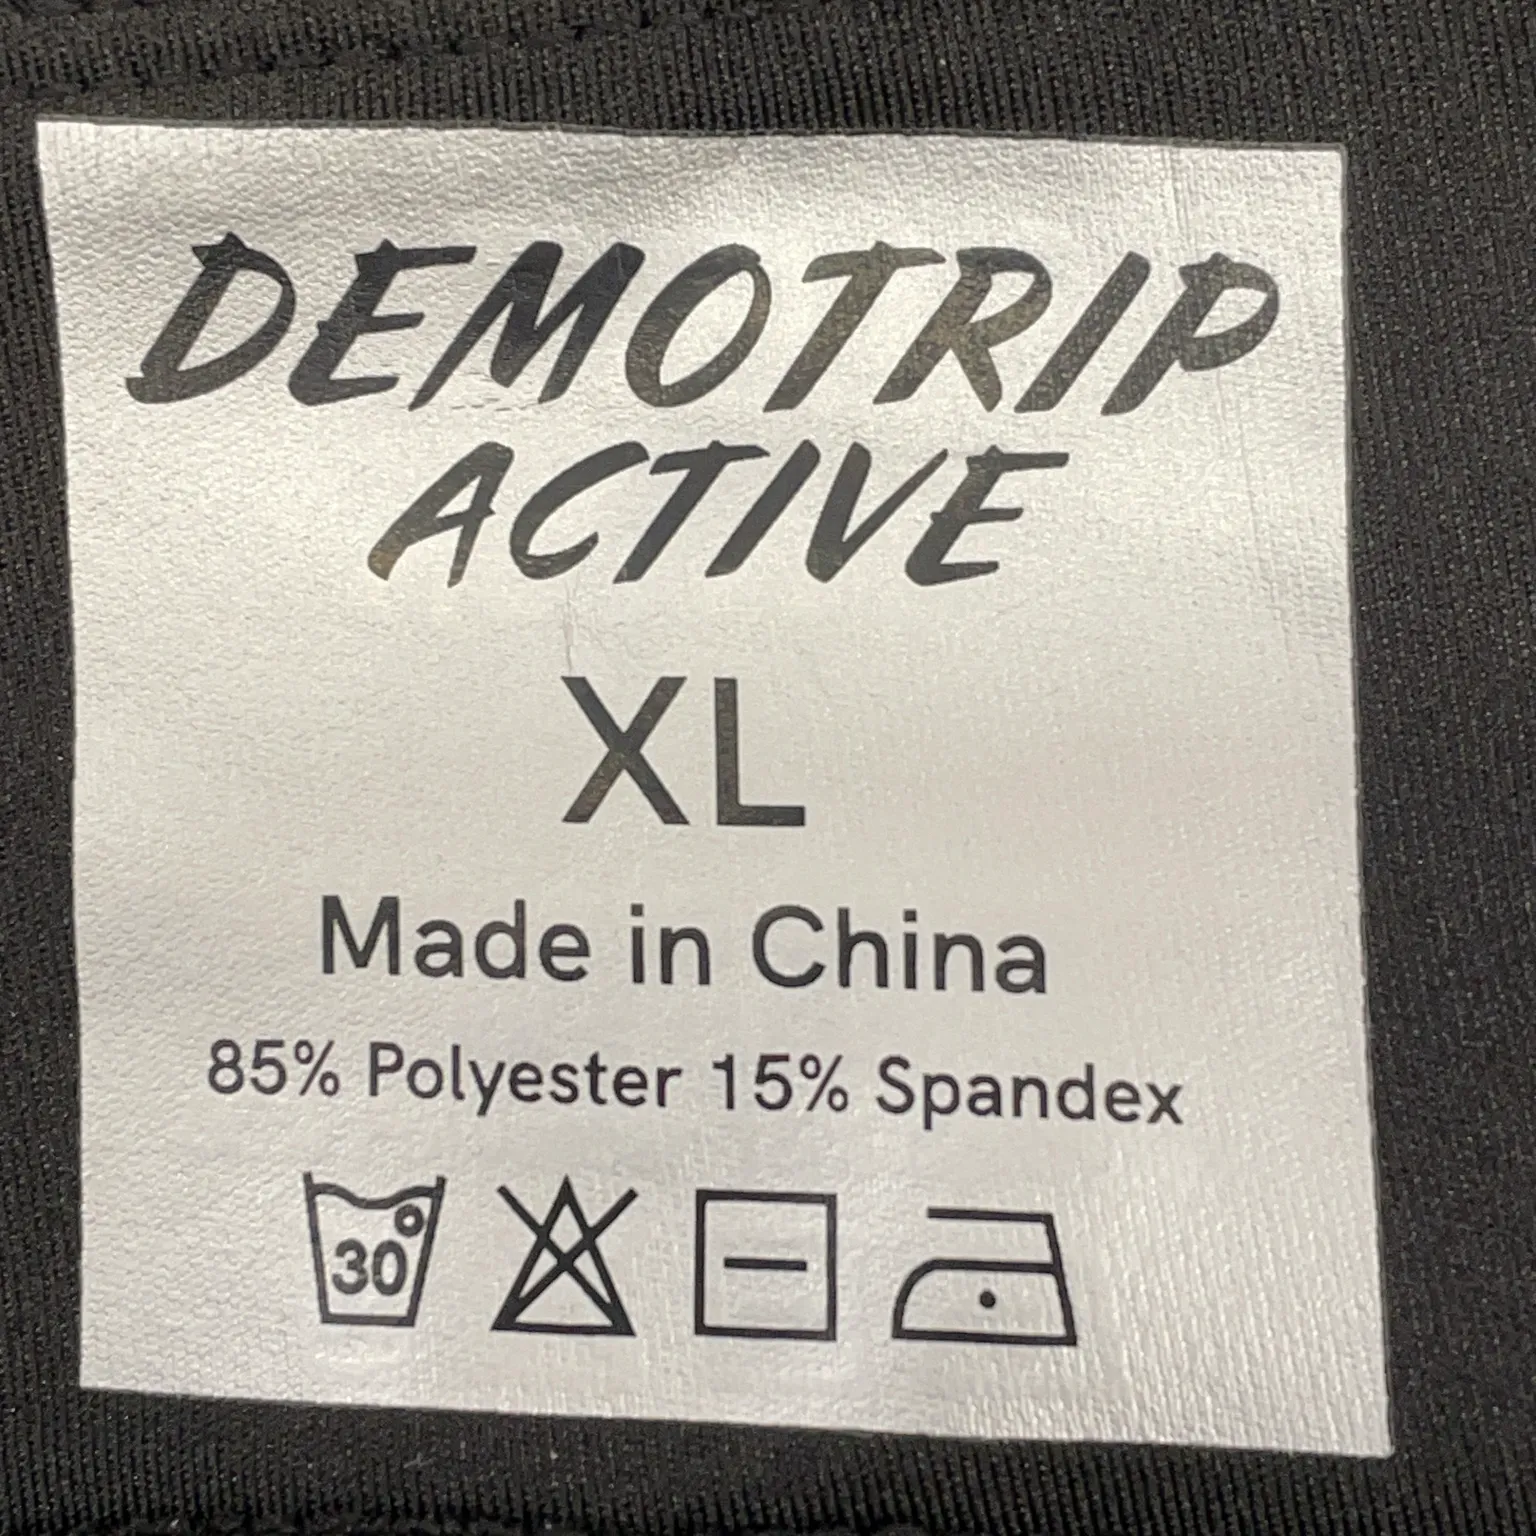 DEMOTRIP
ACTIVE
XL
Made in China
85% Polyester 15% Spandex
30°